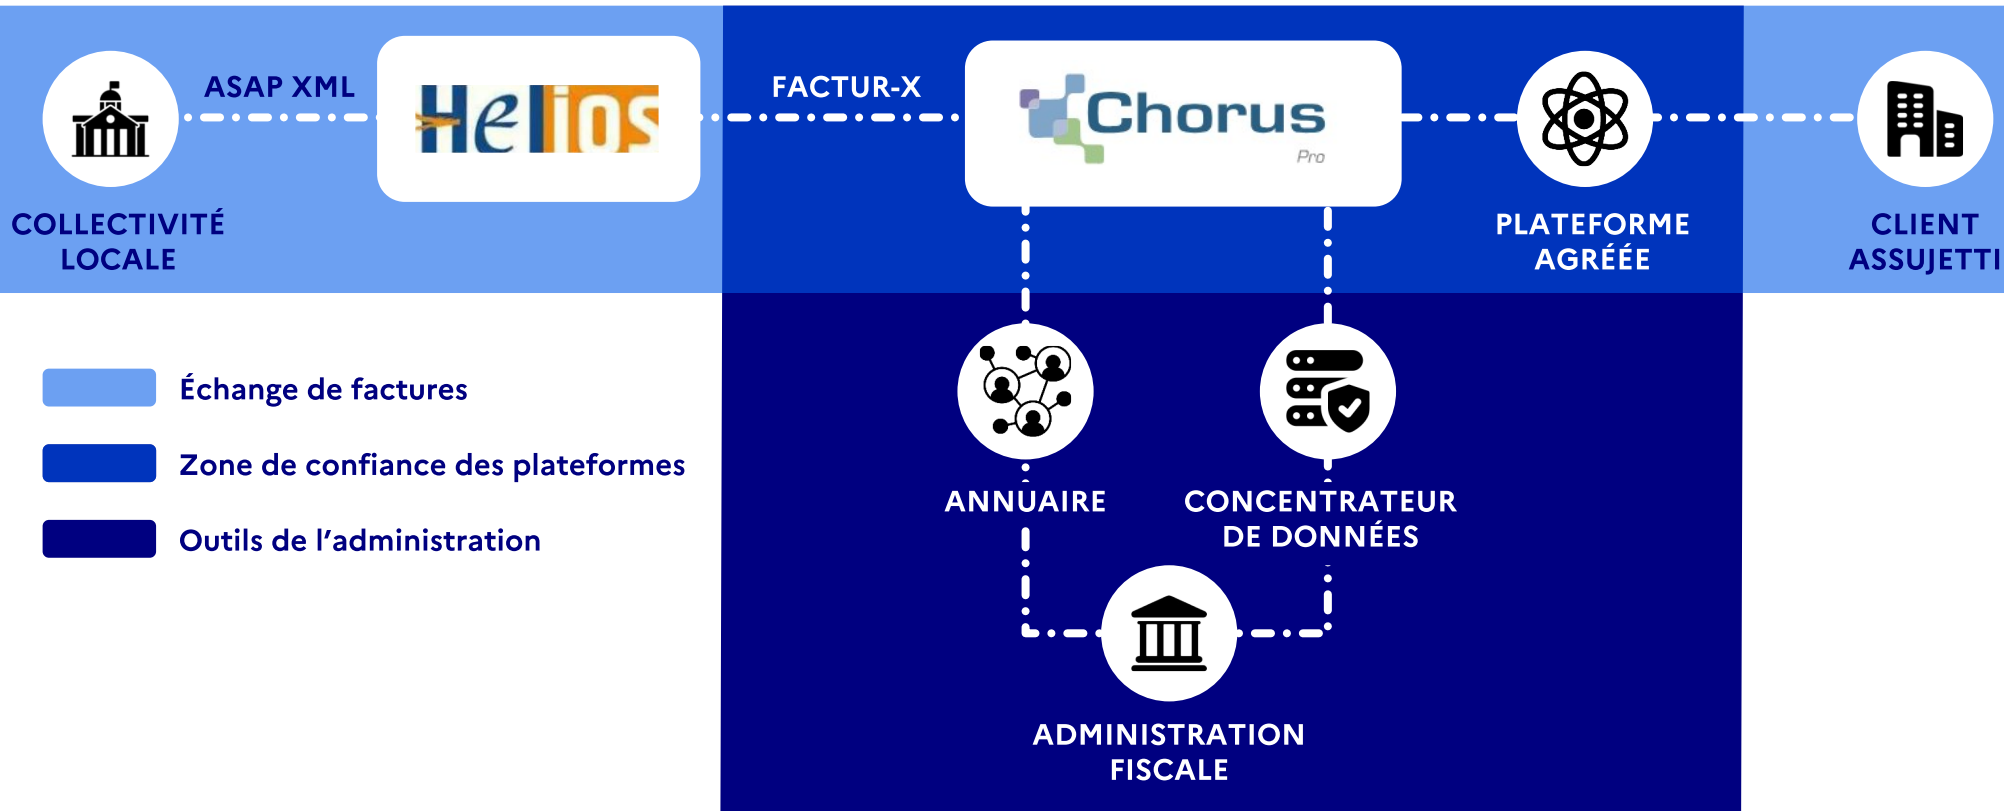 ASAP XML
Helios
FACTUR-X
Chorus
Pro
COLLECTIVITÉ
LOCALE
PLATEFORME
AGRÉÉE
CLIENT
ASSUJETTI
Échange de factures
Zone de confiance des plateformes
Outils de l’administration
ANNUAIRE
CONCENTRATEUR
DE DONNÉES
ADMINISTRATION
FISCALE